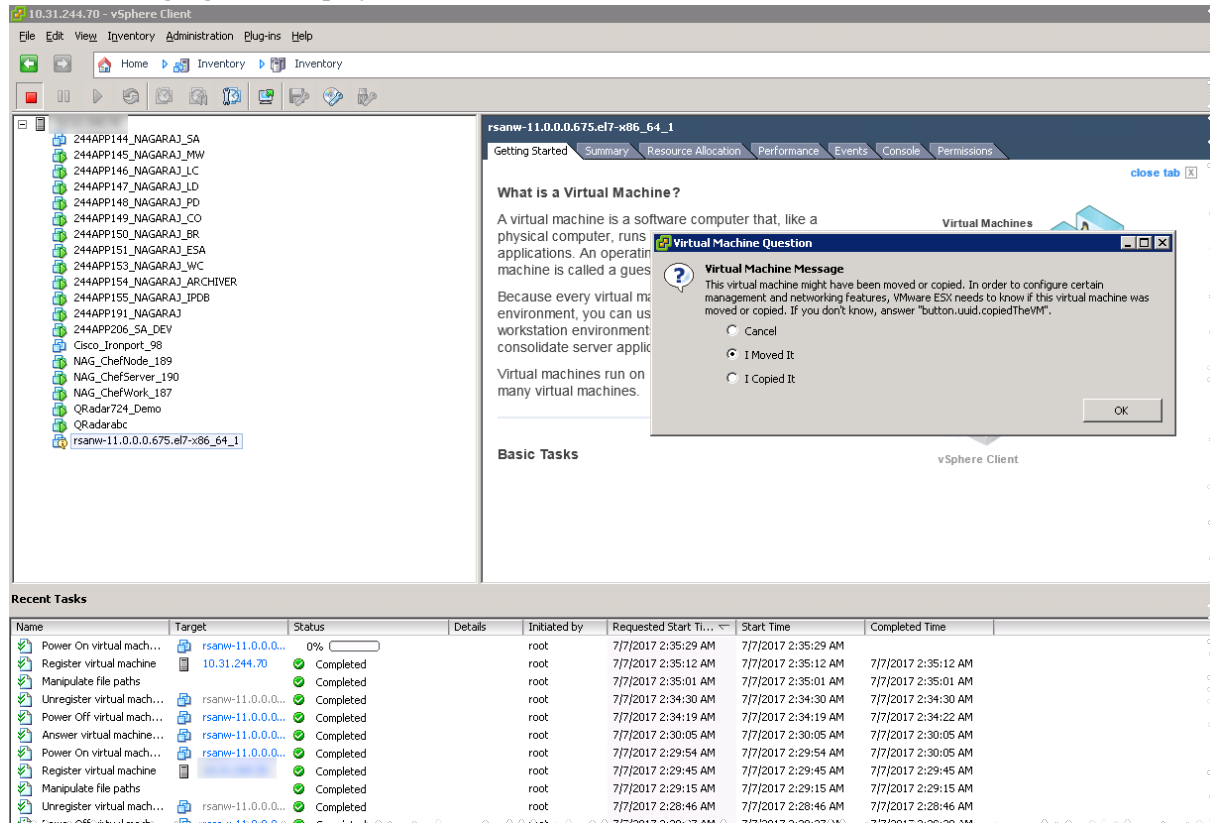 10.31.244.70 - vSphere Client
File Edit View Inventory Administration Plug-ins Help
Home Inventory Inventory
244APP144_NAGARAJ_SA
244APP145_NAGARAJ_MW
244APP146_NAGARAJ_LC
244APP147_NAGARAJ_LD
244APP148_NAGARAJ_PD
244APP149_NAGARAJ_CO
244APP150_NAGARAJ_BR
244APP151_NAGARAJ_ESA
244APP153_NAGARAJ_WC
244APP154_NAGARAJ_ARCHIVER
244APP155_NAGARAJ_IPDB
244APP191_NAGARAJ
244APP206_SA_DEV
Cisco_Ironport_98
NAG_ChefNode_189
NAG_ChefServer_190
NAG_ChefWork_187
QRadar724_Demo
QRadarabc
rsanw-11.0.0.0.675.el7-x86_64_1
rsanw-11.0.0.0.675.el7-x86_64_1
Getting Started Summary Resource Allocation Performance Events Console Permissions
close tab X
What is a Virtual Machine?
A virtual machine is a software computer that, like a
physical computer, runs
applications. An operatin
machine is called a gues
Because every virtual ma
environment, you can us
workstation environment
consolidate server applic
Virtual machines run on
many virtual machines.
Basic Tasks
Virtual Machines
vSphere Client
Virtual Machine Question
Virtual Machine Message
This virtual machine might have been moved or copied. In order to configure certain
management and networking features, VMware ESX needs to know if this virtual machine was
moved or copied. If you don't know, answer "button.uuid.copiedTheVM".
Cancel
I Moved It
I Copied It
OK
Recent Tasks
Name Target Status Details Initiated by Requested Start Ti... Start Time Completed Time
Power On virtual mach... rsanw-11.0.0.0... 0% root 7/7/2017 2:35:29 AM 7/7/2017 2:35:29 AM
Register virtual machine 10.31.244.70 Completed root 7/7/2017 2:35:12 AM 7/7/2017 2:35:12 AM 7/7/2017 2:35:12 AM
Manipulate file paths Completed root 7/7/2017 2:35:01 AM 7/7/2017 2:35:01 AM 7/7/2017 2:35:01 AM
Unregister virtual mach... rsanw-11.0.0.0... Completed root 7/7/2017 2:34:30 AM 7/7/2017 2:34:30 AM 7/7/2017 2:34:30 AM
Power Off virtual mach... rsanw-11.0.0.0... Completed root 7/7/2017 2:34:19 AM 7/7/2017 2:34:19 AM 7/7/2017 2:34:22 AM
Answer virtual machine... rsanw-11.0.0.0... Completed root 7/7/2017 2:30:05 AM 7/7/2017 2:30:05 AM 7/7/2017 2:30:05 AM
Power On virtual mach... rsanw-11.0.0.0... Completed root 7/7/2017 2:29:54 AM 7/7/2017 2:29:54 AM 7/7/2017 2:30:05 AM
Register virtual machine Completed root 7/7/2017 2:29:45 AM 7/7/2017 2:29:45 AM 7/7/2017 2:29:45 AM
Manipulate file paths Completed root 7/7/2017 2:29:15 AM 7/7/2017 2:29:15 AM 7/7/2017 2:29:15 AM
Unregister virtual mach... rsanw-11.0.0.0... Completed root 7/7/2017 2:28:46 AM 7/7/2017 2:28:46 AM 7/7/2017 2:28:46 AM